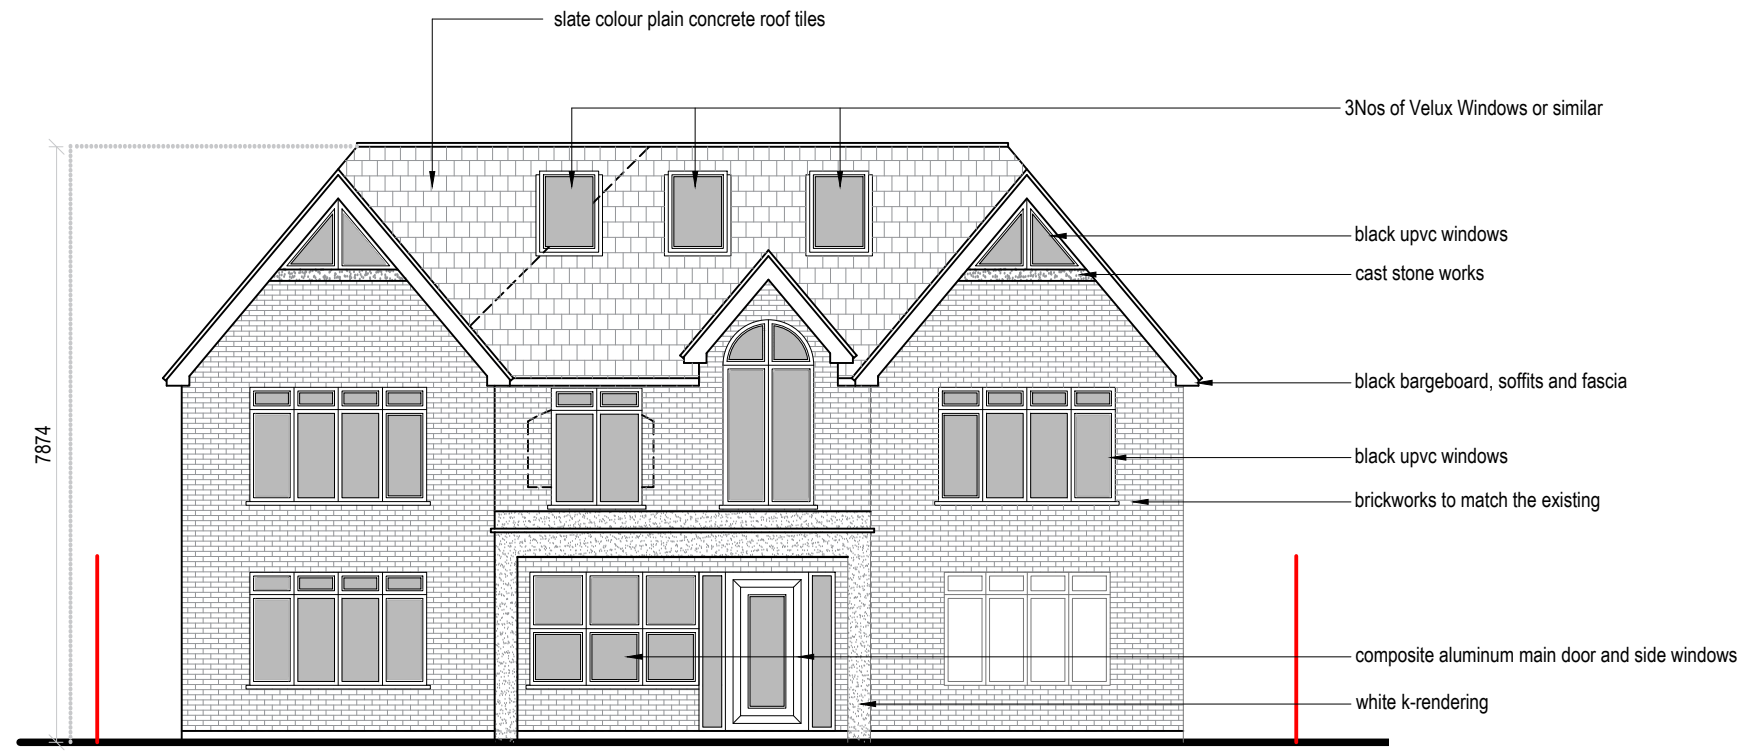 slate colour plain concrete roof tiles
3Nos of Velux Windows or similar
black upvc windows
cast stone works
black bargeboard, soffits and fascia
7874
black upvc windows
brickworks to match the existing
composite aluminum main door and side windows
white k-rendering